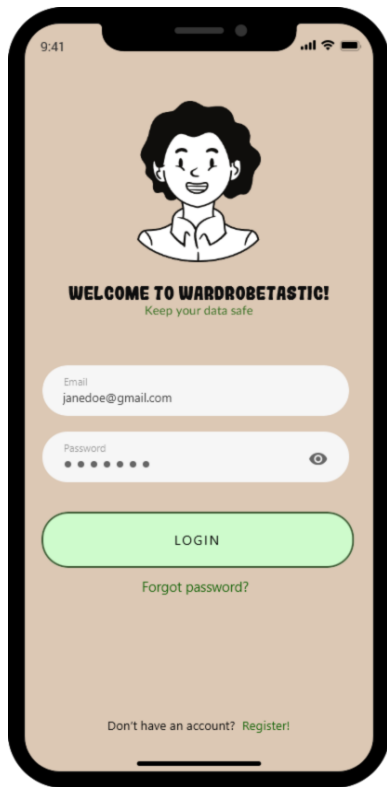 9:41
WELCOME TO WARDROBETASTIC!
Keep your data safe
Email
janedoe@gmail.com
Password
LOGIN
Forgot password?
Don't have an account? Register!